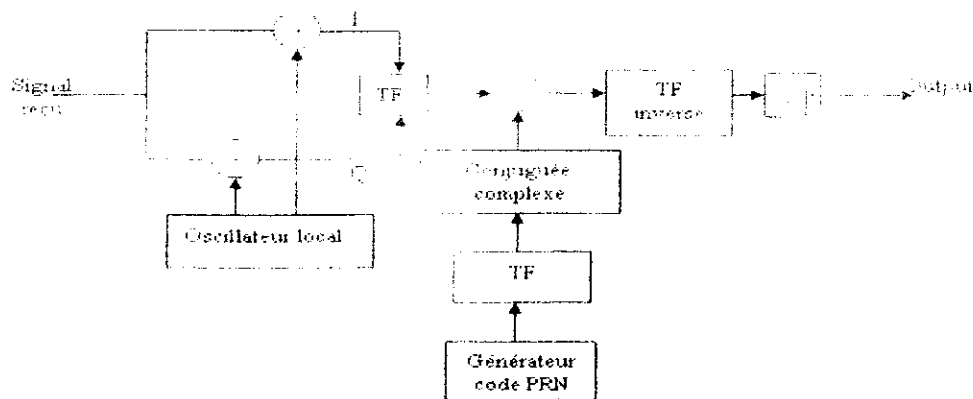 I
Signal
reçu
TF
TF
inverse
Output
Q
Conjuguée
complexe
Oscillateur local
TF
Générateur
code PRN